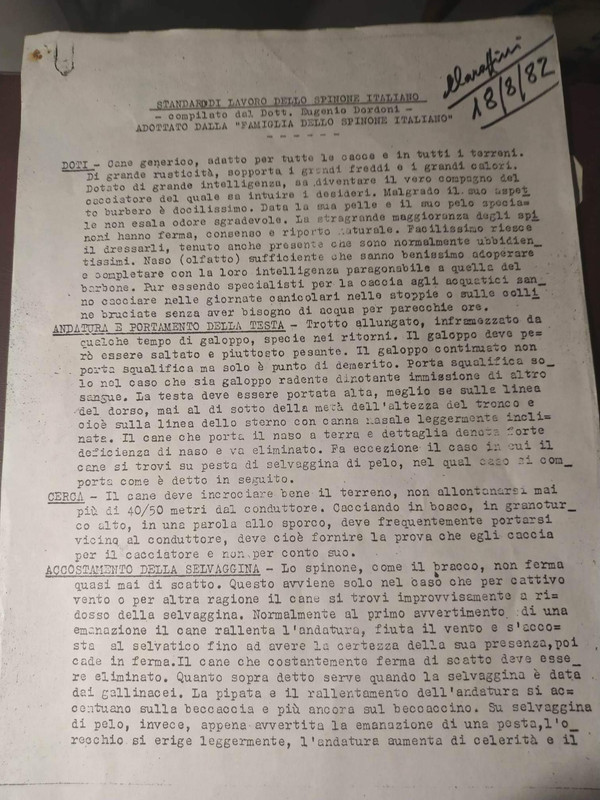 18/8/82
STANDARD DI LAVORO DELLO SPINONE ITALIANO
- compilato dal Dott. Eugenio Dordoni -
ADOTTATO DALLA "FAMIGLIA DELLO SPINONE ITALIANO"
- - - - - -
DOTI - Cane generico, adatto per tutte le cacce e in tutti i terreni.
Di grande rusticità, sopporta i grandi freddi e i grandi calori.
Dotato di grande intelligenza, sa diventare il vero compagno del
cacciatore del quale sa intuire i desideri. Malgrado il suo aspet
to burbero è docilissimo. Data la sua pelle e il suo pelo specia_
le non esala odore sgradevole. La stragrande maggioranza degli spi
noni hanno ferma, consenso e riporto naturale. Facilissimo riesce
il dressarli, tenuto anche presente che sono normalmente ubbidien_
tissimi. Naso (olfatto) sufficiente che sanno benissimo adoperare
e completare con la loro intelligenza paragonabile a quella del
barbone. Pur essendo specialisti per la caccia agli acquatici san_
no cacciare nelle giornate canicolari nelle stoppie o sulle colli_
ne bruciate senza aver bisogno di acqua per parecchie ore.
ANDATURA E PORTAMENTO DELLA TESTA - Trotto allungato, inframezzato da
qualche tempo di galoppo, specie nei ritorni. Il galoppo deve pe=
rò essere saltato e piuttosto pesante. Il galoppo continuato non
porta squalifica ma solo è punto di demerito. Porta squalifica so_
lo nel caso che sia galoppo radente dinotante immissione di altro
sangue. La testa deve essere portata alta, meglio se sulla linea
del dorso, mai al di sotto della metà dell'altezza del tronco e
cioè sulla linea dello sterno con canna nasale leggermente incli=
nata. Il cane che porta il naso a terra e dettaglia denota forte
deficienza di naso e va eliminato. Fa eccezione il caso in cui il
cane si trovi su pesta di selvaggina di pelo, nel qual caso si com_
porta come è detto in seguito.
CERCA - Il cane deve incrociare bene il terreno, non allontanarsi mai
più di 40/50 metri dal conduttore. Cacciando in bosco, in granotur_
co alto, in una parola allo sporco, deve frequentemente portarsi
vicino al conduttore, deve cioè fornire la prova che egli caccia
per il cacciatore e non per conto suo.
ACCOSTAMENTO DELLA SELVAGGINA - Lo spinone, come il bracco, non ferma
quasi mai di scatto. Questo avviene solo nel caso che per cattivo
vento o per altra ragione il cane si trovi improvvisamente a ri=
dosso della selvaggina. Normalmente al primo avvertimento di una
emanazione il cane rallenta l'andatura, fiuta il vento e s'acco=
sta al selvatico fino ad avere la certezza della sua presenza,poi
cade in ferma.Il cane che costantemente ferma di scatto deve esse_
re eliminato. Quanto sopra detto serve quando la selvaggina è data
dai gallinacei. La pipata e il rallentamento dell'andatura si ac=
centuano sulla beccaccia e più ancora sul beccaccino. Su selvaggina
di pelo, invece, appena avvertita la emanazione di una posta,l'o_
recchio si erige leggermente, l'andatura aumenta di celerità e il